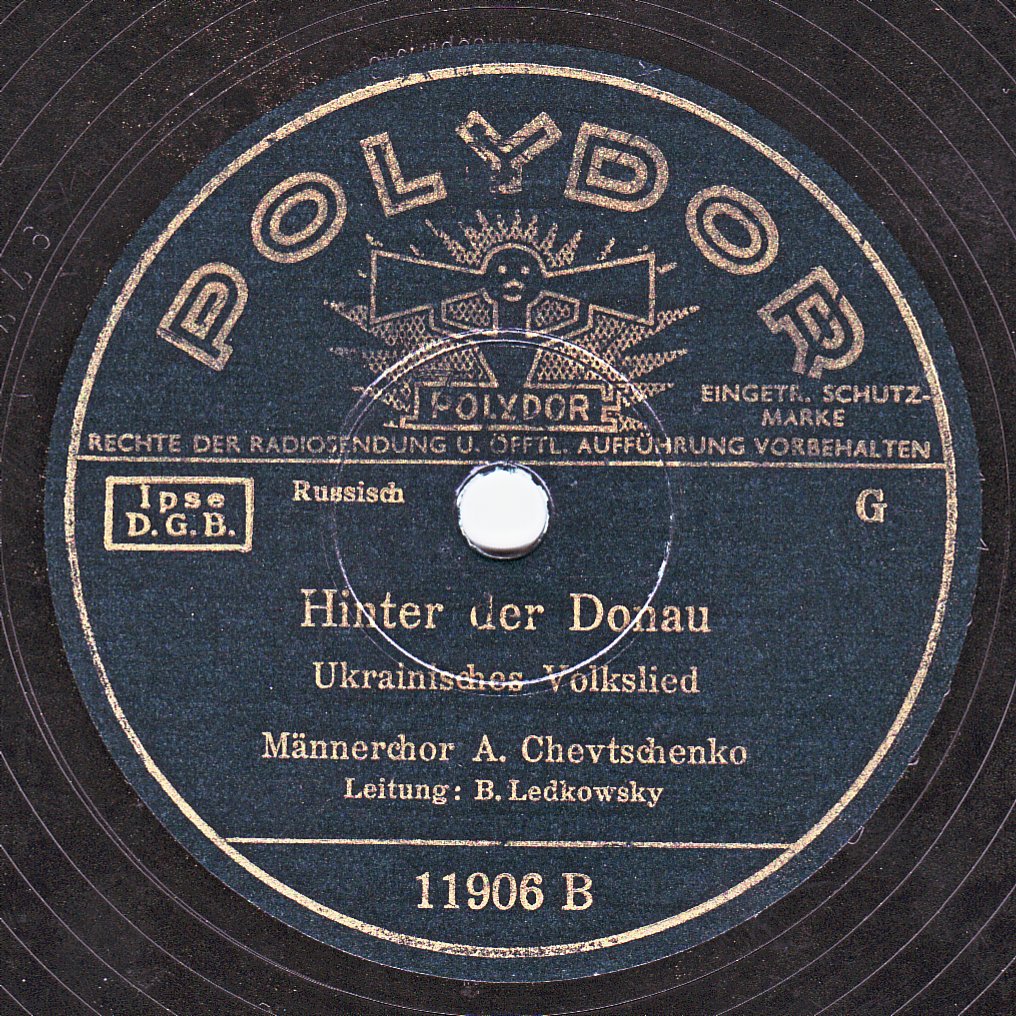 POLYDOR
POLYDOR
EINGETR. SCHUTZ-
MARKE
RECHTE DER RADIOSENDUNG U. ÖFFTL. AUFFÜHRUNG VORBEHALTEN
Ipse
D.G.B.
Russisch
G
Hinter der Donau
Ukrainisches Volkslied
Männerchor A. Chevtschenko
Leitung: B. Ledkowsky
11906 B